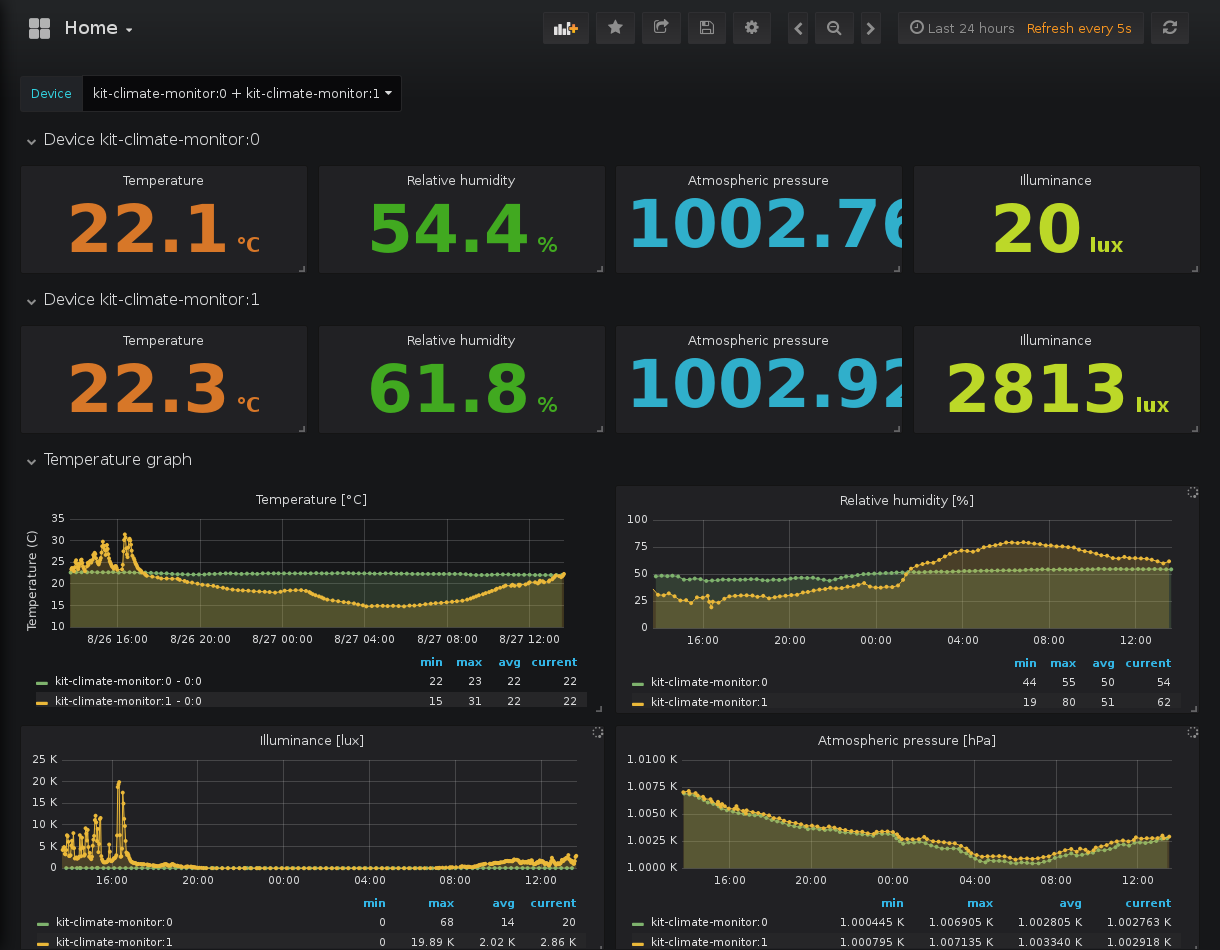 Home
Last 24 hours Refresh every 5s
Device kit-climate-monitor:0 + kit-climate-monitor:1
Device kit-climate-monitor:0
Temperature
22.1 °C
Relative humidity
54.4 %
Atmospheric pressure
1002.76
Illuminance
20 lux
Device kit-climate-monitor:1
Temperature
22.3 °C
Relative humidity
61.8 %
Atmospheric pressure
1002.92
Illuminance
2813 lux
Temperature graph
Temperature [°C]
Temperature (C)
35
30
25
20
15
10
8/26 16:00 8/26 20:00 8/27 00:00 8/27 04:00 8/27 08:00 8/27 12:00
min max avg current
kit-climate-monitor:0 - 0:0 22 23 22 22
kit-climate-monitor:1 - 0:0 15 31 22 22
Relative humidity [%]
100
75
50
25
0
16:00 20:00 00:00 04:00 08:00 12:00
min max avg current
kit-climate-monitor:0 44 55 50 54
kit-climate-monitor:1 19 80 51 62
Illuminance [lux]
25 K
20 K
15 K
10 K
5 K
0
16:00 20:00 00:00 04:00 08:00 12:00
min max avg current
kit-climate-monitor:0 0 68 14 20
kit-climate-monitor:1 0 19.89 K 2.02 K 2.86 K
Atmospheric pressure [hPa]
1.0100 K
1.0075 K
1.0050 K
1.0025 K
1.0000 K
16:00 20:00 00:00 04:00 08:00 12:00
min max avg current
kit-climate-monitor:0 1.000445 K 1.006905 K 1.002805 K 1.002763 K
kit-climate-monitor:1 1.000795 K 1.007135 K 1.003340 K 1.002918 K